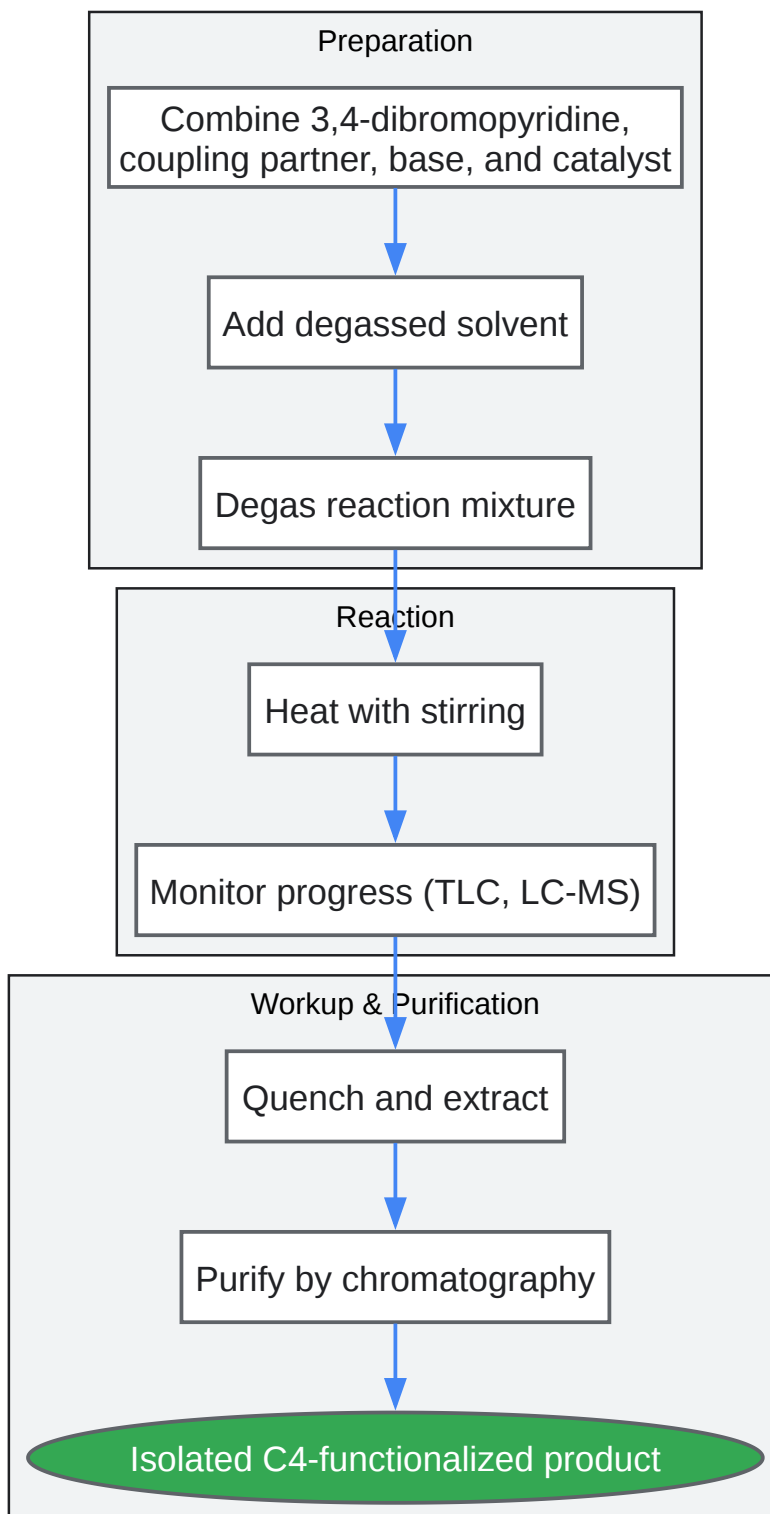 Preparation
Combine 3,4-dibromopyridine,
coupling partner, base, and catalyst
Add degassed solvent
Degas reaction mixture
Reaction
Heat with stirring
Monitor progress (TLC, LC-MS)
Workup & Purification
Quench and extract
Purify by chromatography
Isolated C4-functionalized product